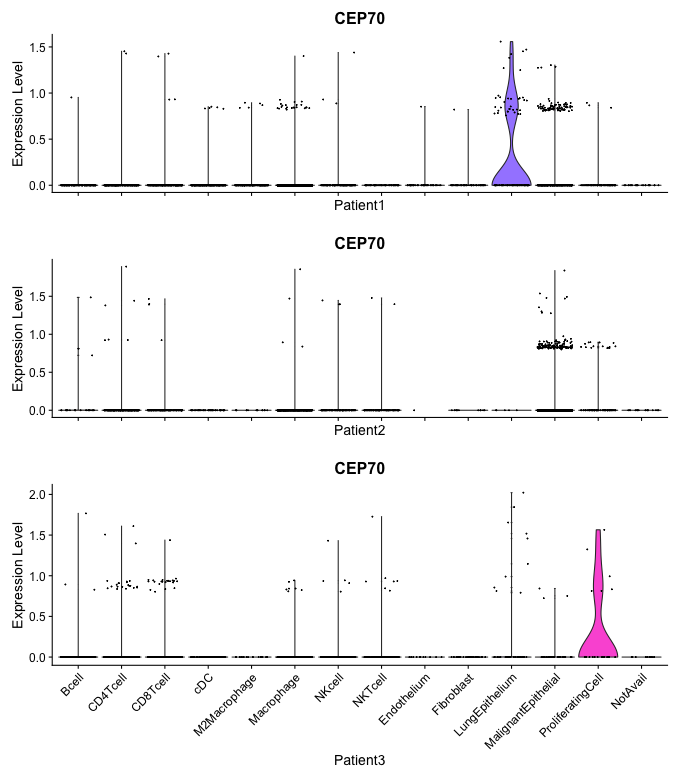 CEP70
Expression Level
1.5
1.0
0.5
0.0
Patient1
CEP70
Expression Level
1.5
1.0
0.5
0.0
Patient2
CEP70
Expression Level
2.0
1.5
1.0
0.5
0.0
Bcell
CD4Tcell
CD8Tcell
cDC
M2Macrophage
Macrophage
NKcell
NKTcell
Endothelium
Fibroblast
LungEpithelium
MalignantEpithelial
ProliferatingCell
NotAvail
Patient3